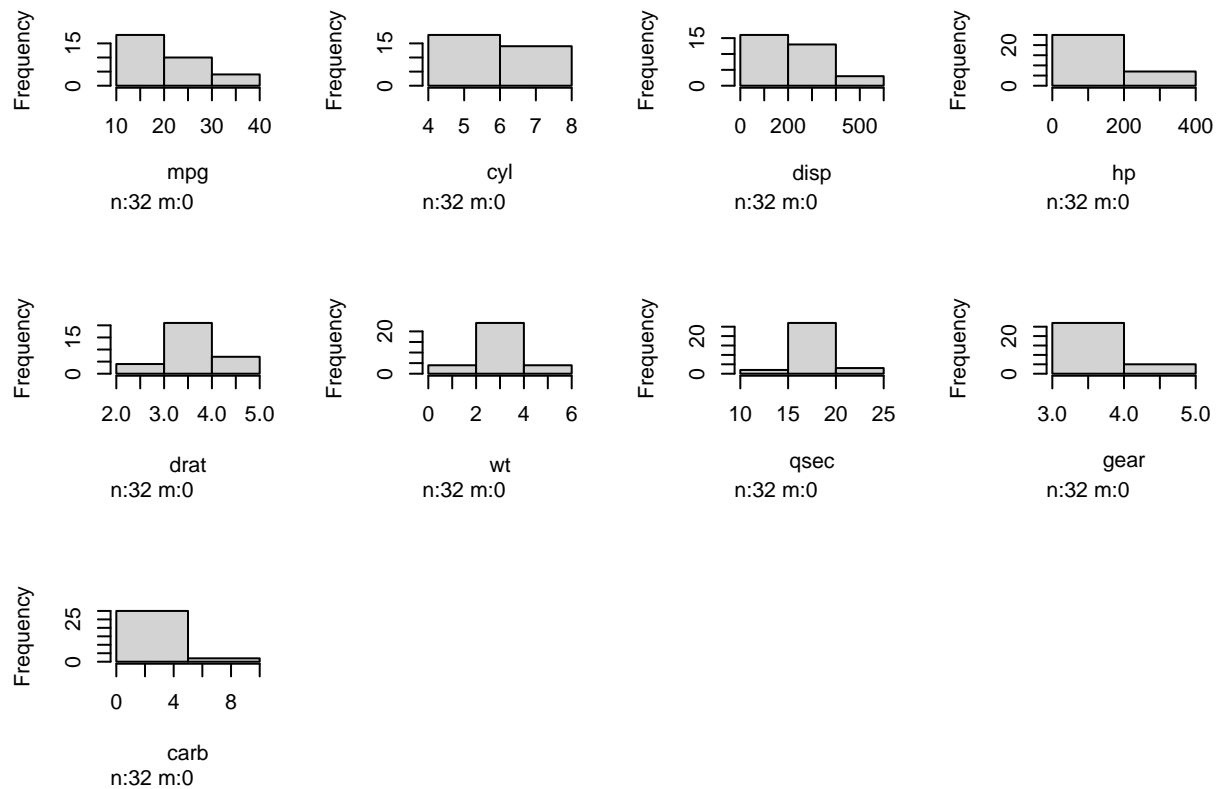 Frequency
15
0
10 20 30 40
mpg
n:32 m:0
Frequency
15
0
4 5 6 7 8
cyl
n:32 m:0
Frequency
15
0
0 200 500
disp
n:32 m:0
Frequency
20
0
0 200 400
hp
n:32 m:0
Frequency
15
0
2.0 3.0 4.0 5.0
drat
n:32 m:0
Frequency
20
0
0 2 4 6
wt
n:32 m:0
Frequency
20
0
10 15 20 25
qsec
n:32 m:0
Frequency
20
0
3.0 4.0 5.0
gear
n:32 m:0
Frequency
25
0
0 4 8
carb
n:32 m:0